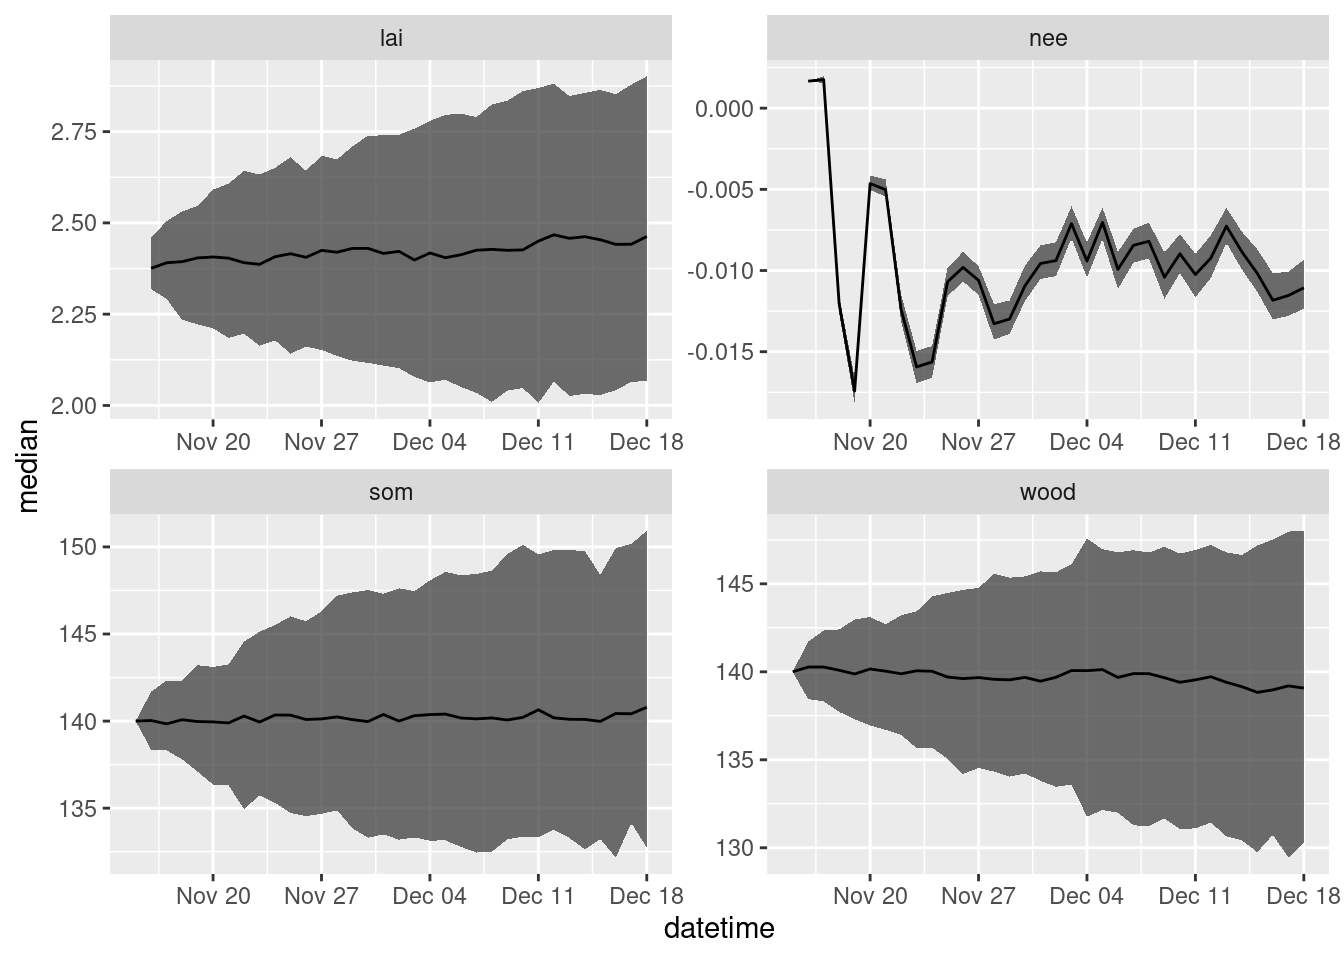 lai
nee
2.75
2.50
2.25
2.00
0.000
-0.005
-0.010
-0.015
Nov 20 Nov 27 Dec 04 Dec 11 Dec 18
Nov 20 Nov 27 Dec 04 Dec 11 Dec 18
median
som
wood
150
145
140
135
145
140
135
130
Nov 20 Nov 27 Dec 04 Dec 11 Dec 18
Nov 20 Nov 27 Dec 04 Dec 11 Dec 18
datetime